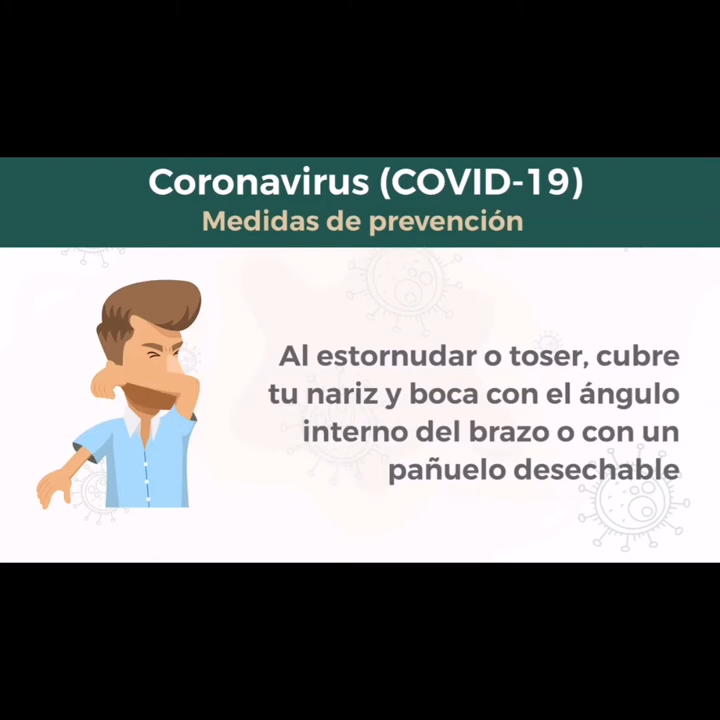 Coronavirus (COVID-19)
Medidas de prevención
Al estornudar o toser, cubre
tu nariz y boca con el ángulo
interno del brazo o con un
pañuelo desechable